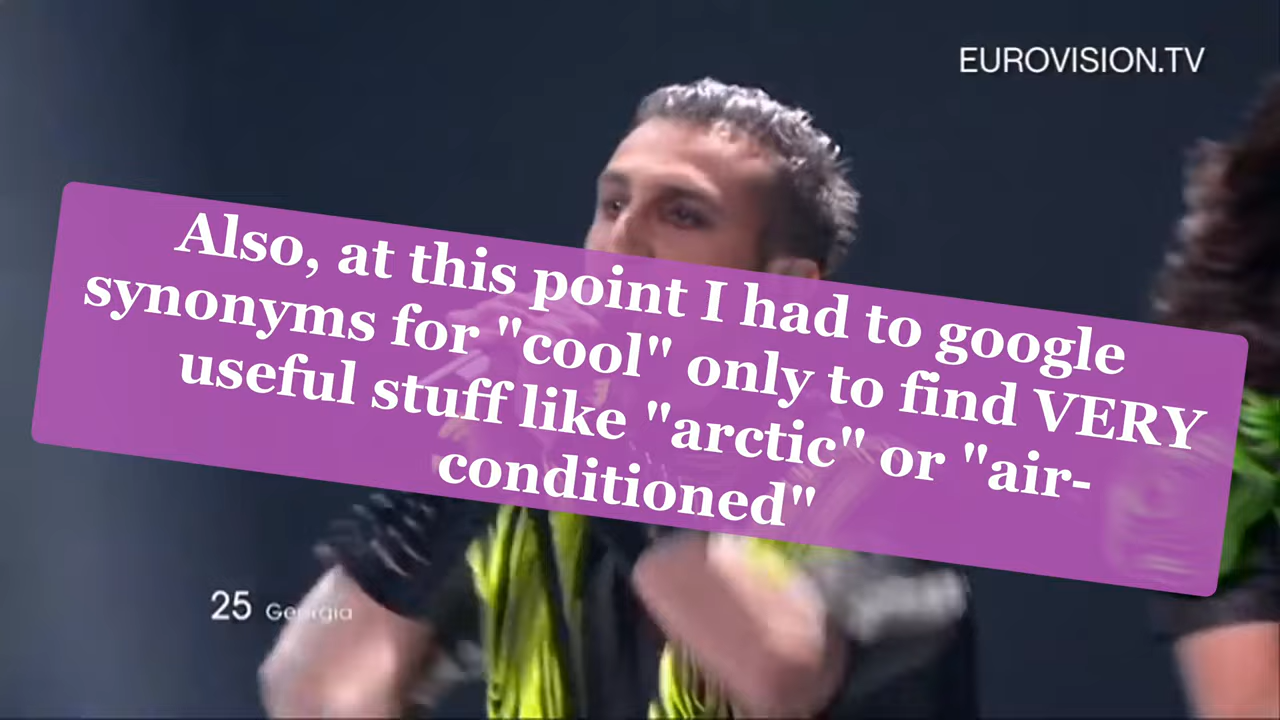 EUROVISION.TV
Also, at this point I had to google
synonyms for "cool" only to find VERY
useful stuff like "arctic" or "air-
conditioned"
25 Georgia